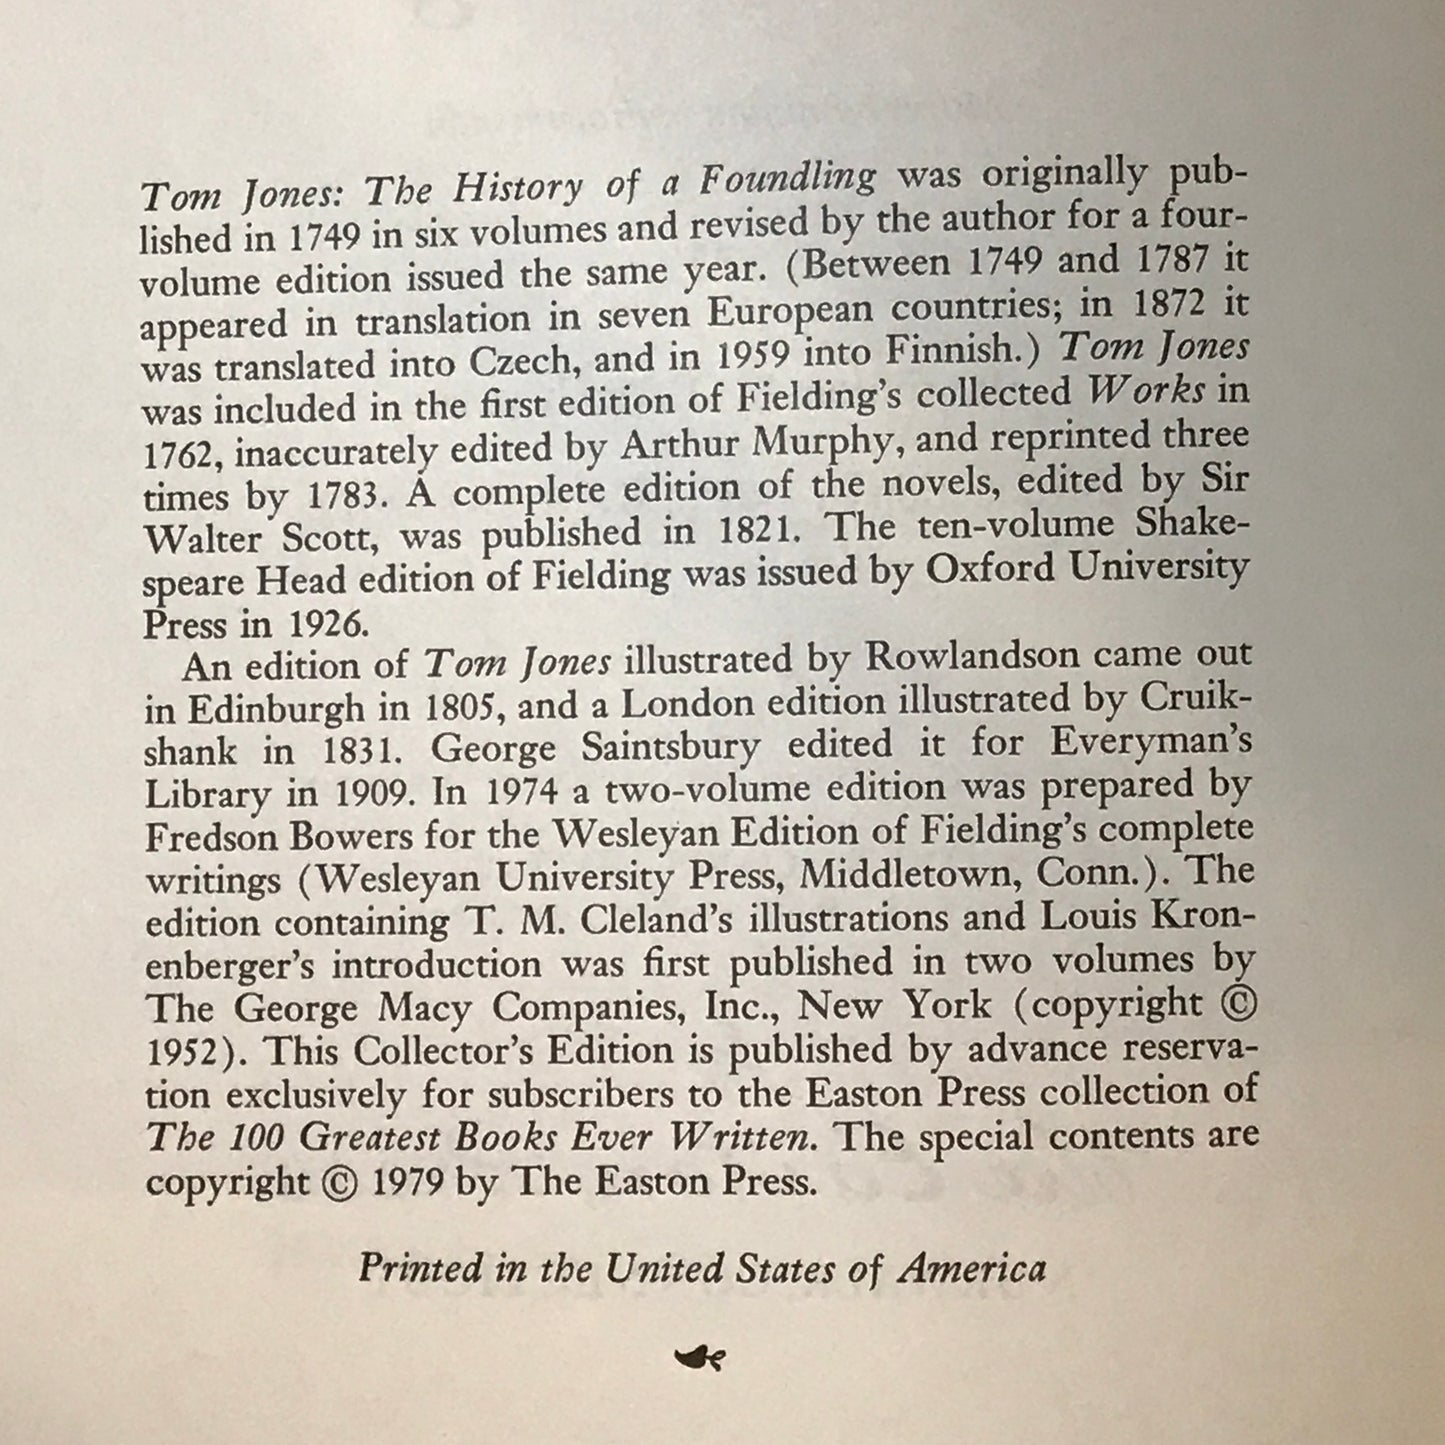 Tom Jones: The History of a Foundling was originally pub-
lished in 1749 in six volumes and revised by the author for a four-
volume edition issued the same year. (Between 1749 and 1787 it
appeared in translation in seven European countries; in 1872 it
was translated into Czech, and in 1959 into Finnish.) Tom Jones
was included in the first edition of Fielding's collected Works in
1762, inaccurately edited by Arthur Murphy, and reprinted three
times by 1783. A complete edition of the novels, edited by Sir
Walter Scott, was published in 1821. The ten-volume Shake-
speare Head edition of Fielding was issued by Oxford University
Press in 1926.
An edition of Tom Jones illustrated by Rowlandson came out
in Edinburgh in 1805, and a London edition illustrated by Cruik-
shank in 1831. George Saintsbury edited it for Everyman's
Library in 1909. In 1974 a two-volume edition was prepared by
Fredson Bowers for the Wesleyan Edition of Fielding's complete
writings (Wesleyan University Press, Middletown, Conn.). The
edition containing T. M. Cleland's illustrations and Louis Kron-
enberger's introduction was first published in two volumes by
The George Macy Companies, Inc., New York (copyright ©
1952). This Collector's Edition is published by advance reserva-
tion exclusively for subscribers to the Easton Press collection of
The 100 Greatest Books Ever Written. The special contents are
copyright © 1979 by The Easton Press.
Printed in the United States of America